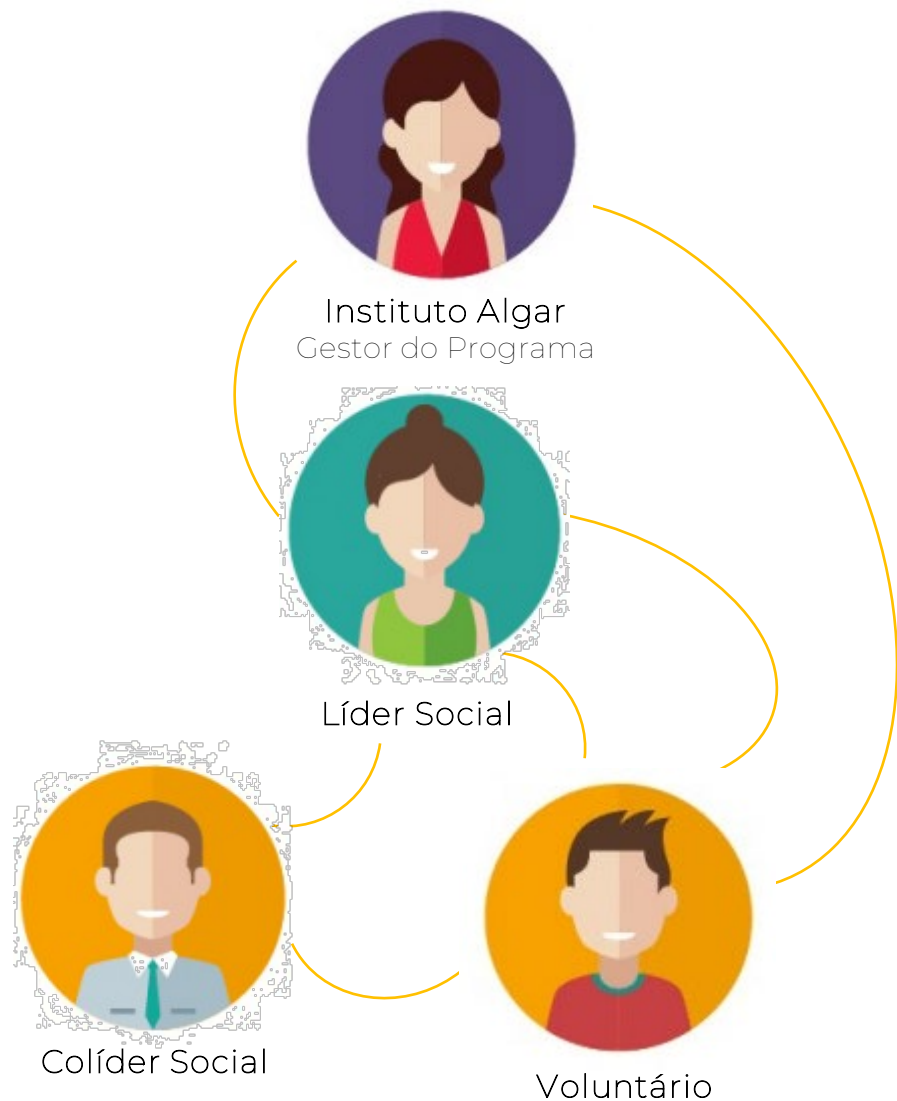 Instituto Algar
Gestor do Programa
Líder Social
Colíder Social
Voluntário